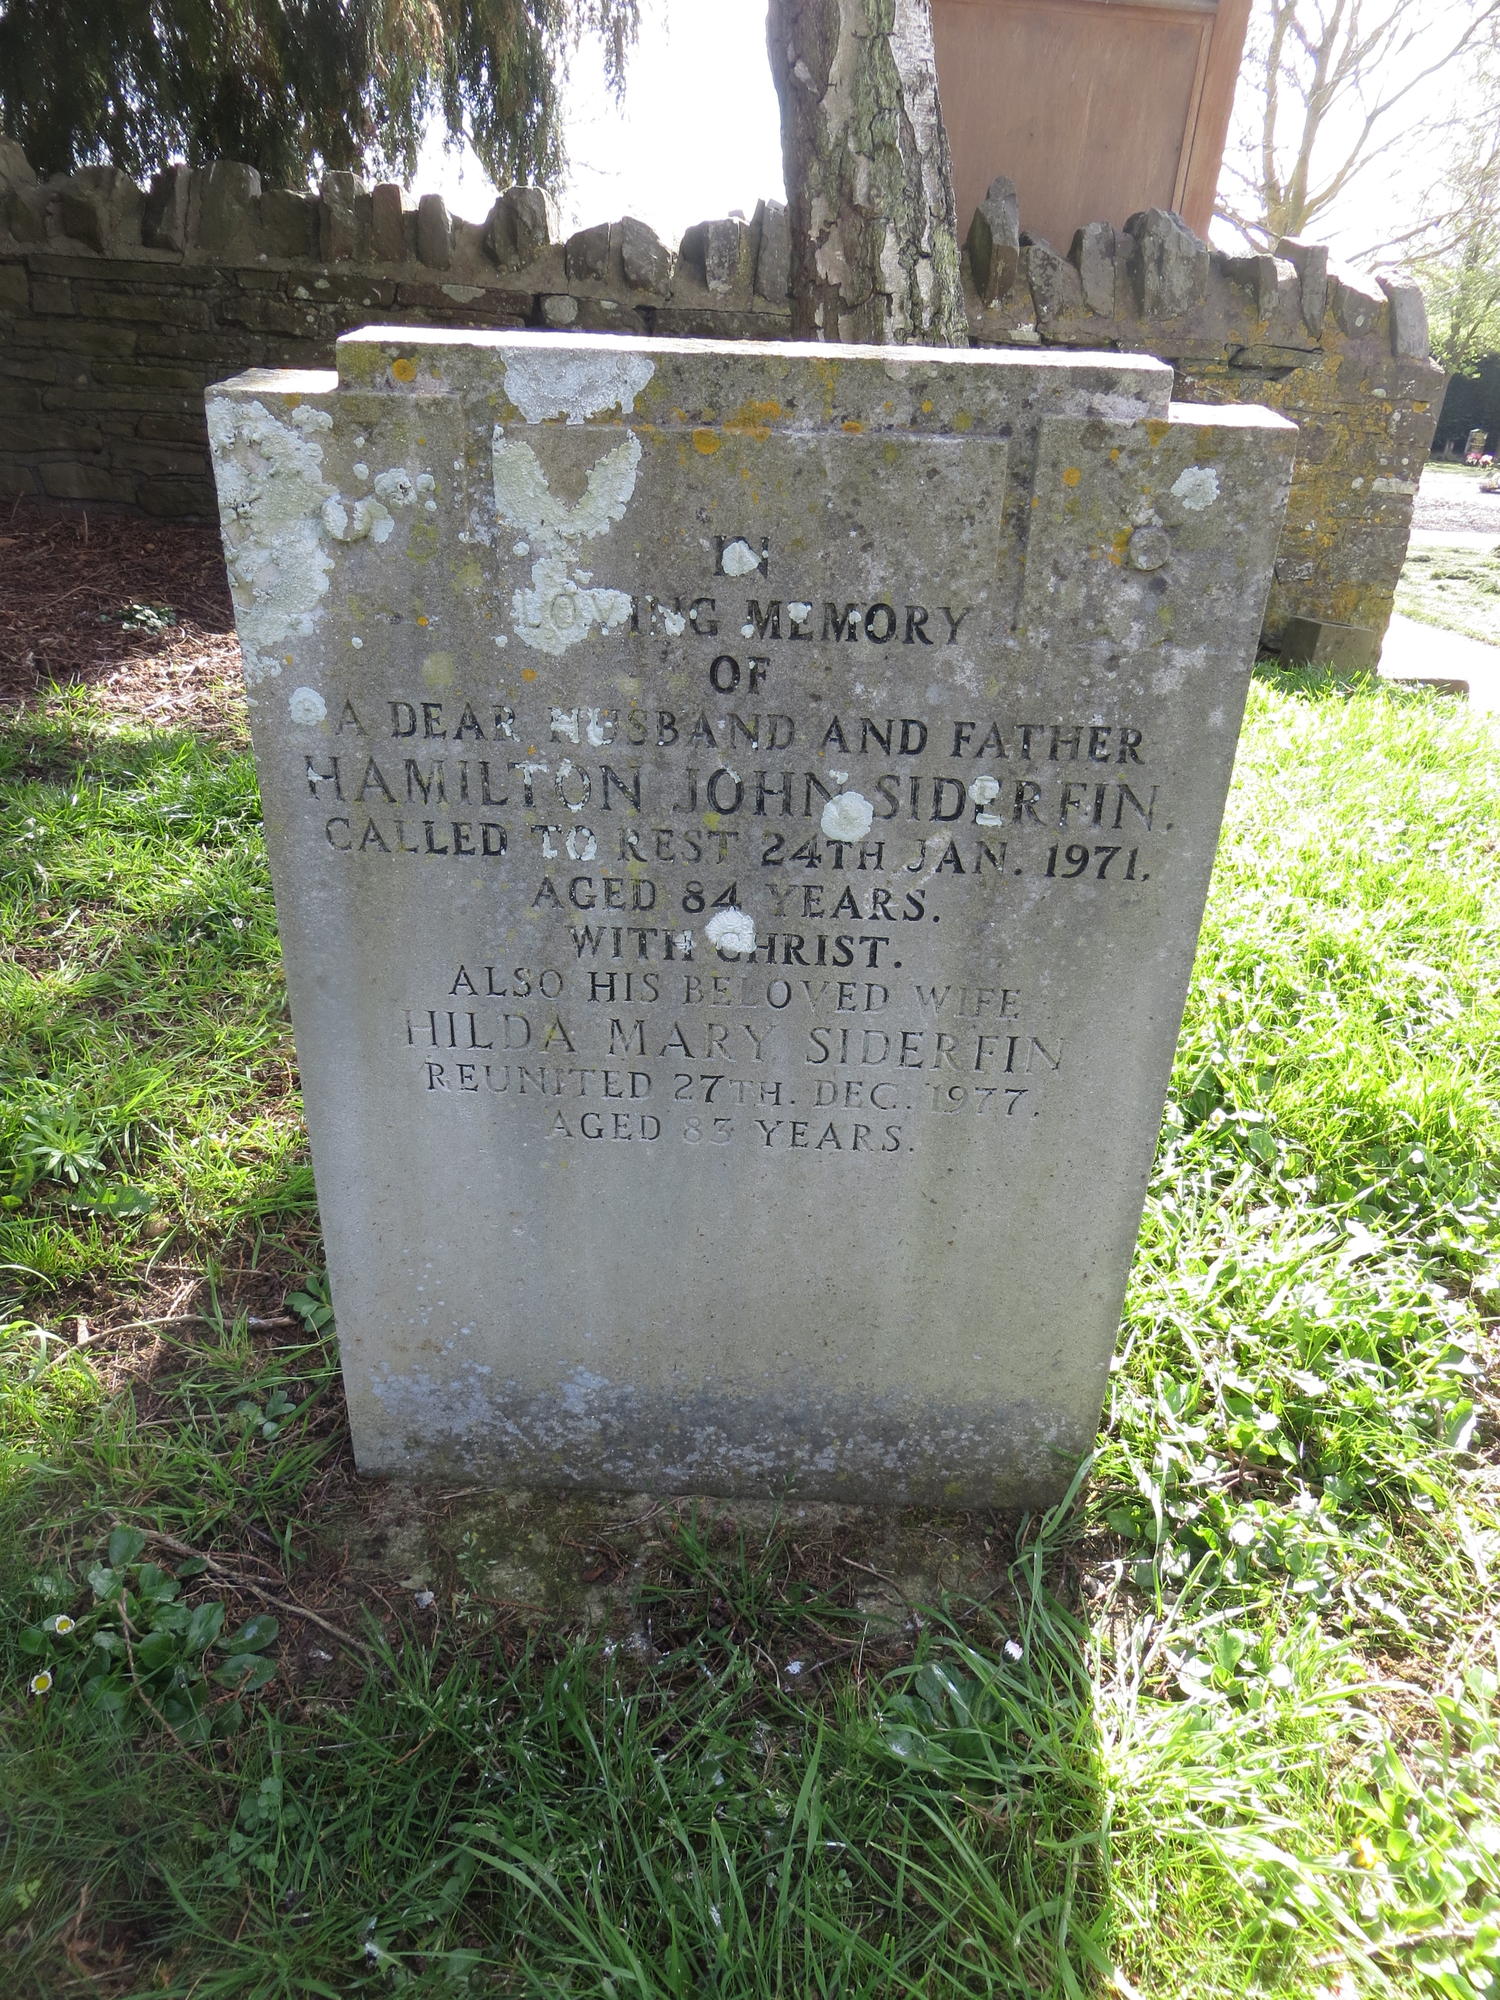 IN
LOVING MEMORY
OF
A DEAR HUSBAND AND FATHER
HAMILTON JOHN SIDERFIN.
CALLED TO REST 24TH JAN. 1971.
AGED 84 YEARS.
WITH CHRIST.
ALSO HIS BELOVED WIFE
HILDA MARY SIDERFIN
REUNITED 27TH. DEC. 1977.
AGED 83 YEARS.